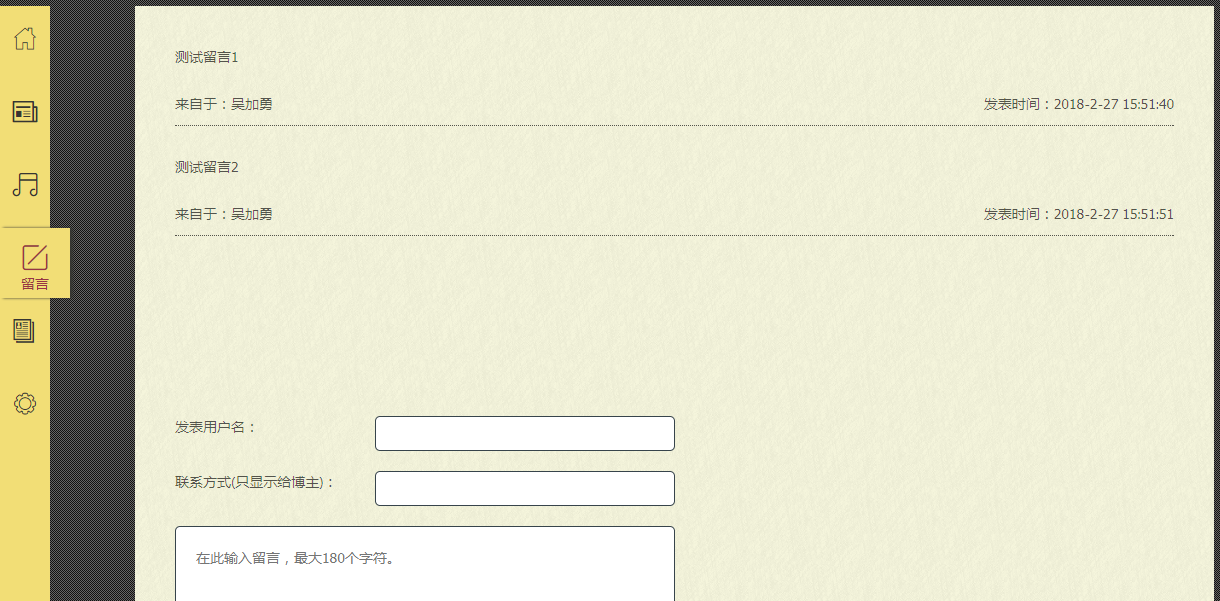 测试留言1
来自于：吴加勇 发表时间：2018-2-27 15:51:40
测试留言2
来自于：吴加勇 发表时间：2018-2-27 15:51:51
留言
发表用户名：
联系方式(只显示给博主)：
在此输入留言，最大180个字符。